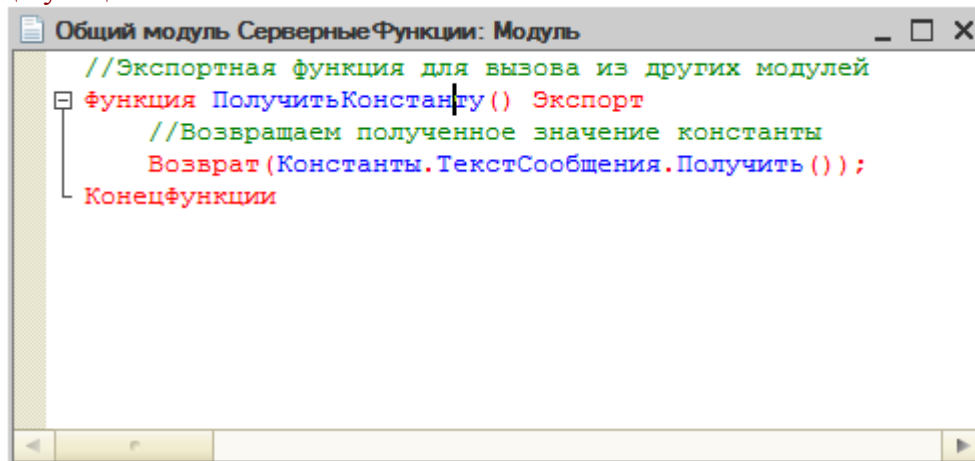 Общий модуль СерверныеФункции: Модуль
//Экспортная функция для вызова из других модулей
Функция ПолучитьКонстанту() Экспорт
//Возвращаем полученное значение константы
Возврат(Константы.ТекстСообщения.Получить());
КонецФункции